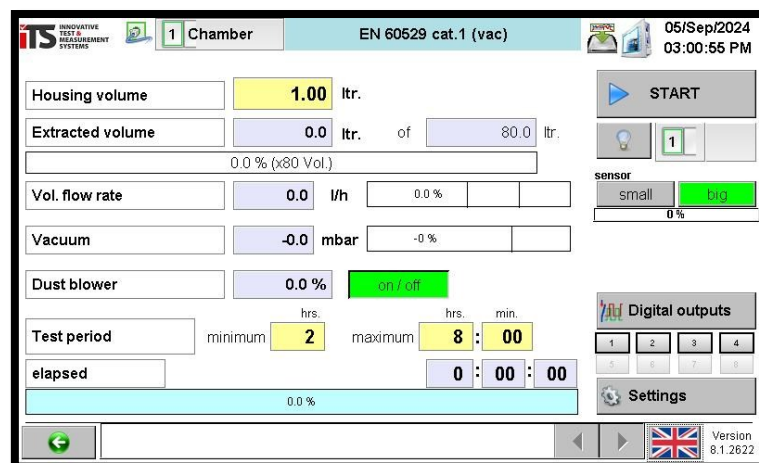 iTS INNOVATIVE TEST & MEASUREMENT SYSTEMS
1 Chamber
EN 60529 cat.1 (vac)
05/Sep/2024
03:00:55 PM
Housing volume 1.00 ltr.
START
Extracted volume 0.0 ltr. of 80.0 ltr.
1
0.0 % (x80 Vol.)
sensor
small big
0 %
Vol. flow rate 0.0 l/h 0.0 %
Vacuum -0.0 mbar -0 %
Dust blower 0.0 % on / off
Digital outputs
1 2 3 4
5 6 7 8
hrs. hrs. min.
Test period minimum 2 maximum 8 : 00
elapsed 0 : 00 : 00
Settings
0.0 %
Version
8.1.2622